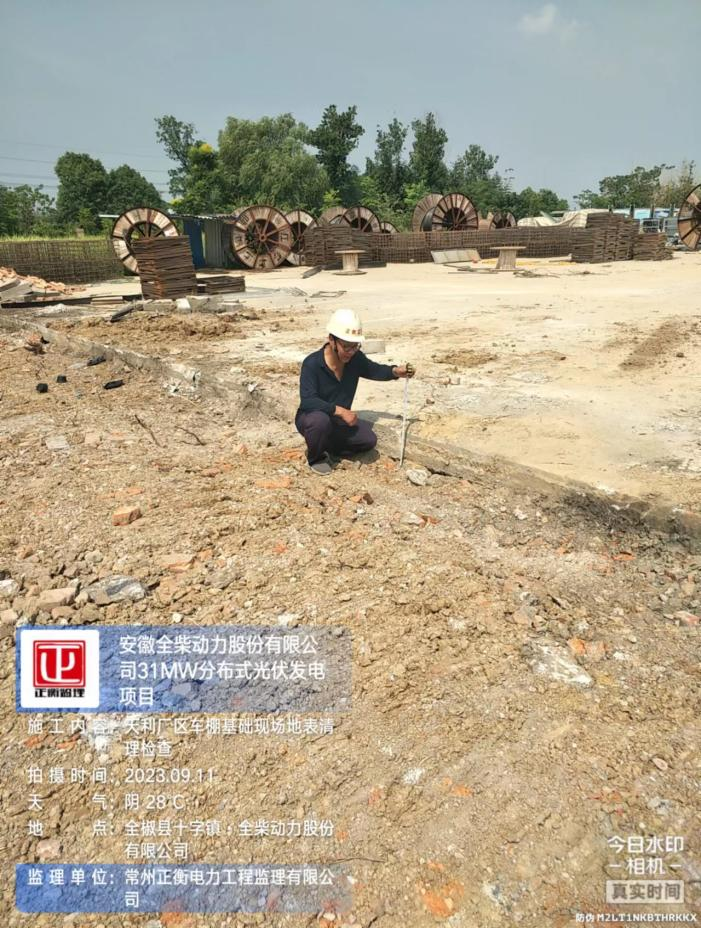 正衡监理
安徽全柴动力股份有限公
司31MW分布式光伏发电
项目
施工内容：天利厂区车棚基础现场地表清
理检查
拍摄时间：2023.09.11
天气：阴 28℃
地点：全椒县十字镇·全柴动力股份
有限公司
监理单位：常州正衡电力工程监理有限公
司
今日水印
相机
真实时间
防伪 M2LT1NKBTHRKKX